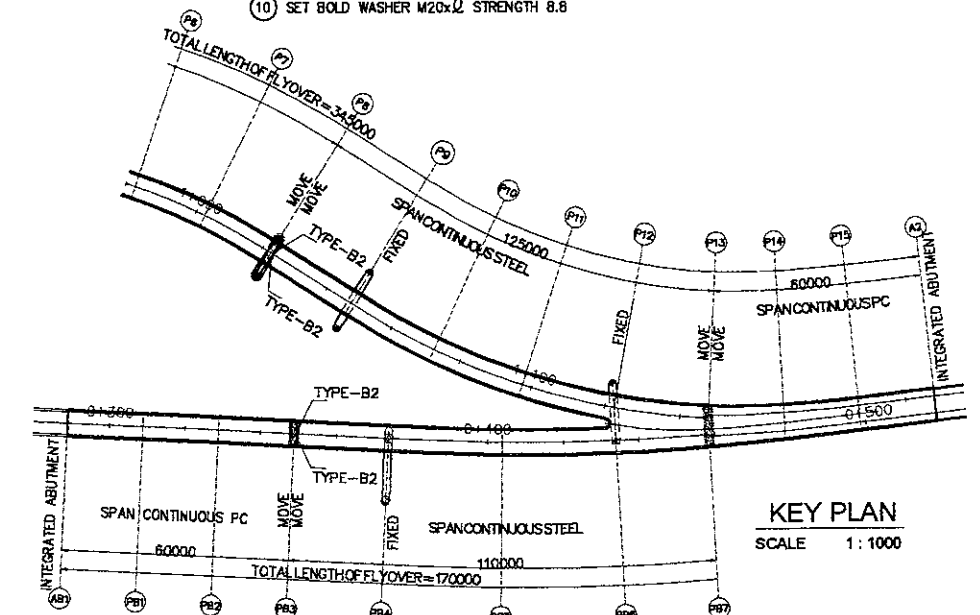 10 SET BOLD WASHER M20xℓ STRENGTH 8.8
P6
P7
P8
P9
P10
P11
P12
P13
P14
P15
A2
TOTAL LENGTH OF FLYOVER=345000
MOVE
MOVE
SPAN CONTINUOUS STEEL
125000
60000
SPAN CONTINUOUS PC
INTEGRATED ABUTMENT
TYPE-B2
FIXED
TYPE-B2
FIXED
MOVE
MOVE
TYPE-B2
0+500
TYPE-B2
INTEGRATED ABUTMENT
SPAN CONTINUOUS PC
MOVE
MOVE
FIXED
SPAN CONTINUOUS STEEL
60000
110000
TOTAL LENGTH OF FLYOVER=170000
KEY PLAN
SCALE 1:1000
AB1
PB1
PB2
PB3
PB4
PB6
PB7